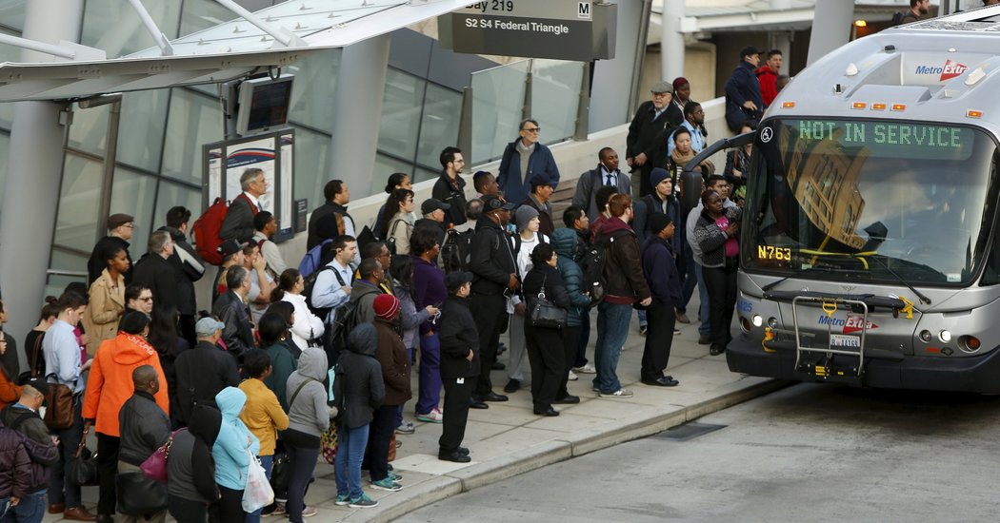 Bay 219
M
S2 S4 Federal Triangle
MetroExtra
NOT IN SERVICE
N763
MetroExtra